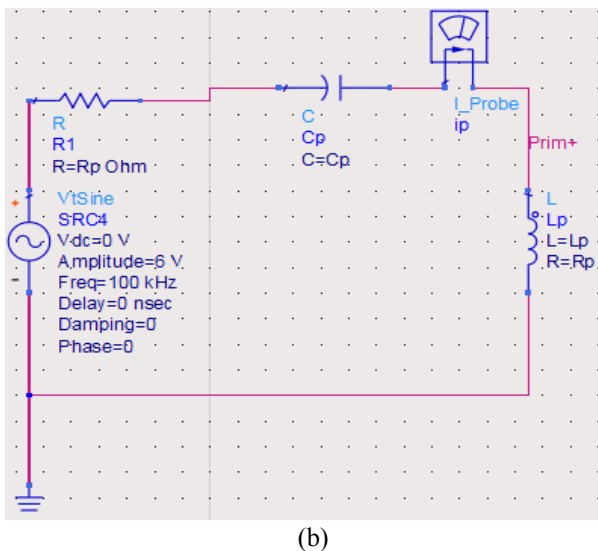 R
R1
R=Rp Ohm
C
Cp
C=Cp
I_Probe
ip
Prim+
+
VtSine
SRC4
Vdc=0 V
Amplitude=6 V
Freq=100 kHz
Delay=0 nsec
Damping=0
Phase=0
-
L
Lp
L=Lp
R=Rp
(b)